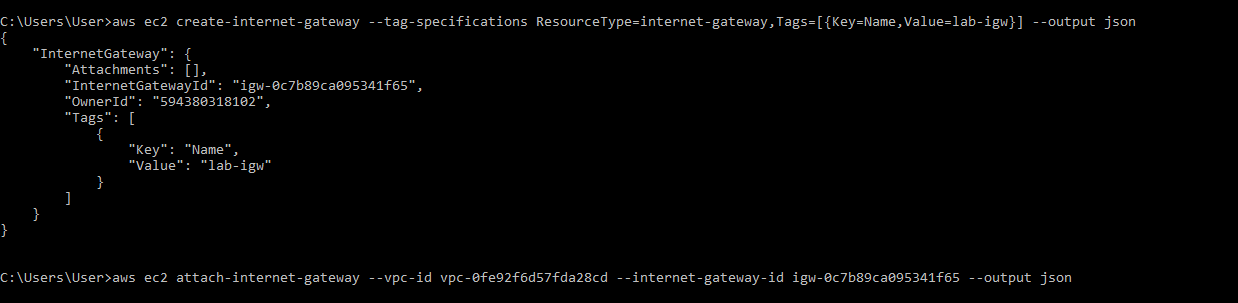 C:\Users\User>aws ec2 create-internet-gateway --tag-specifications ResourceType=internet-gateway,Tags=[{Key=Name,Value=lab-igw}] --output json
{
    "InternetGateway": {
        "Attachments": [],
        "InternetGatewayId": "igw-0c7b89ca095341f65",
        "OwnerId": "594380318102",
        "Tags": [
            {
                "Key": "Name",
                "Value": "lab-igw"
            }
        ]
    }
}
C:\Users\User>aws ec2 attach-internet-gateway --vpc-id vpc-0fe92f6d57fda28cd --internet-gateway-id igw-0c7b89ca095341f65 --output json